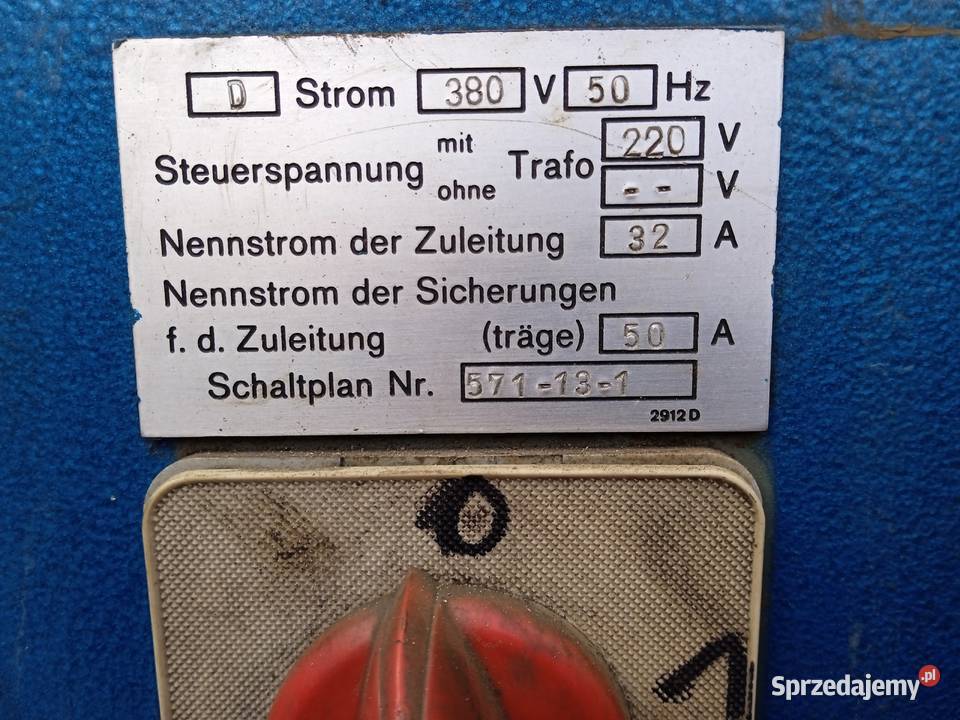 D Strom 380 V 50 Hz
Steuerspannung mit Trafo 220 V
ohne -- V
Nennstrom der Zuleitung 32 A
Nennstrom der Sicherungen
f. d. Zuleitung (träge) 50 A
Schaltplan Nr. 571-13-1
2912 D
0
1
Sprzedajemy.pl